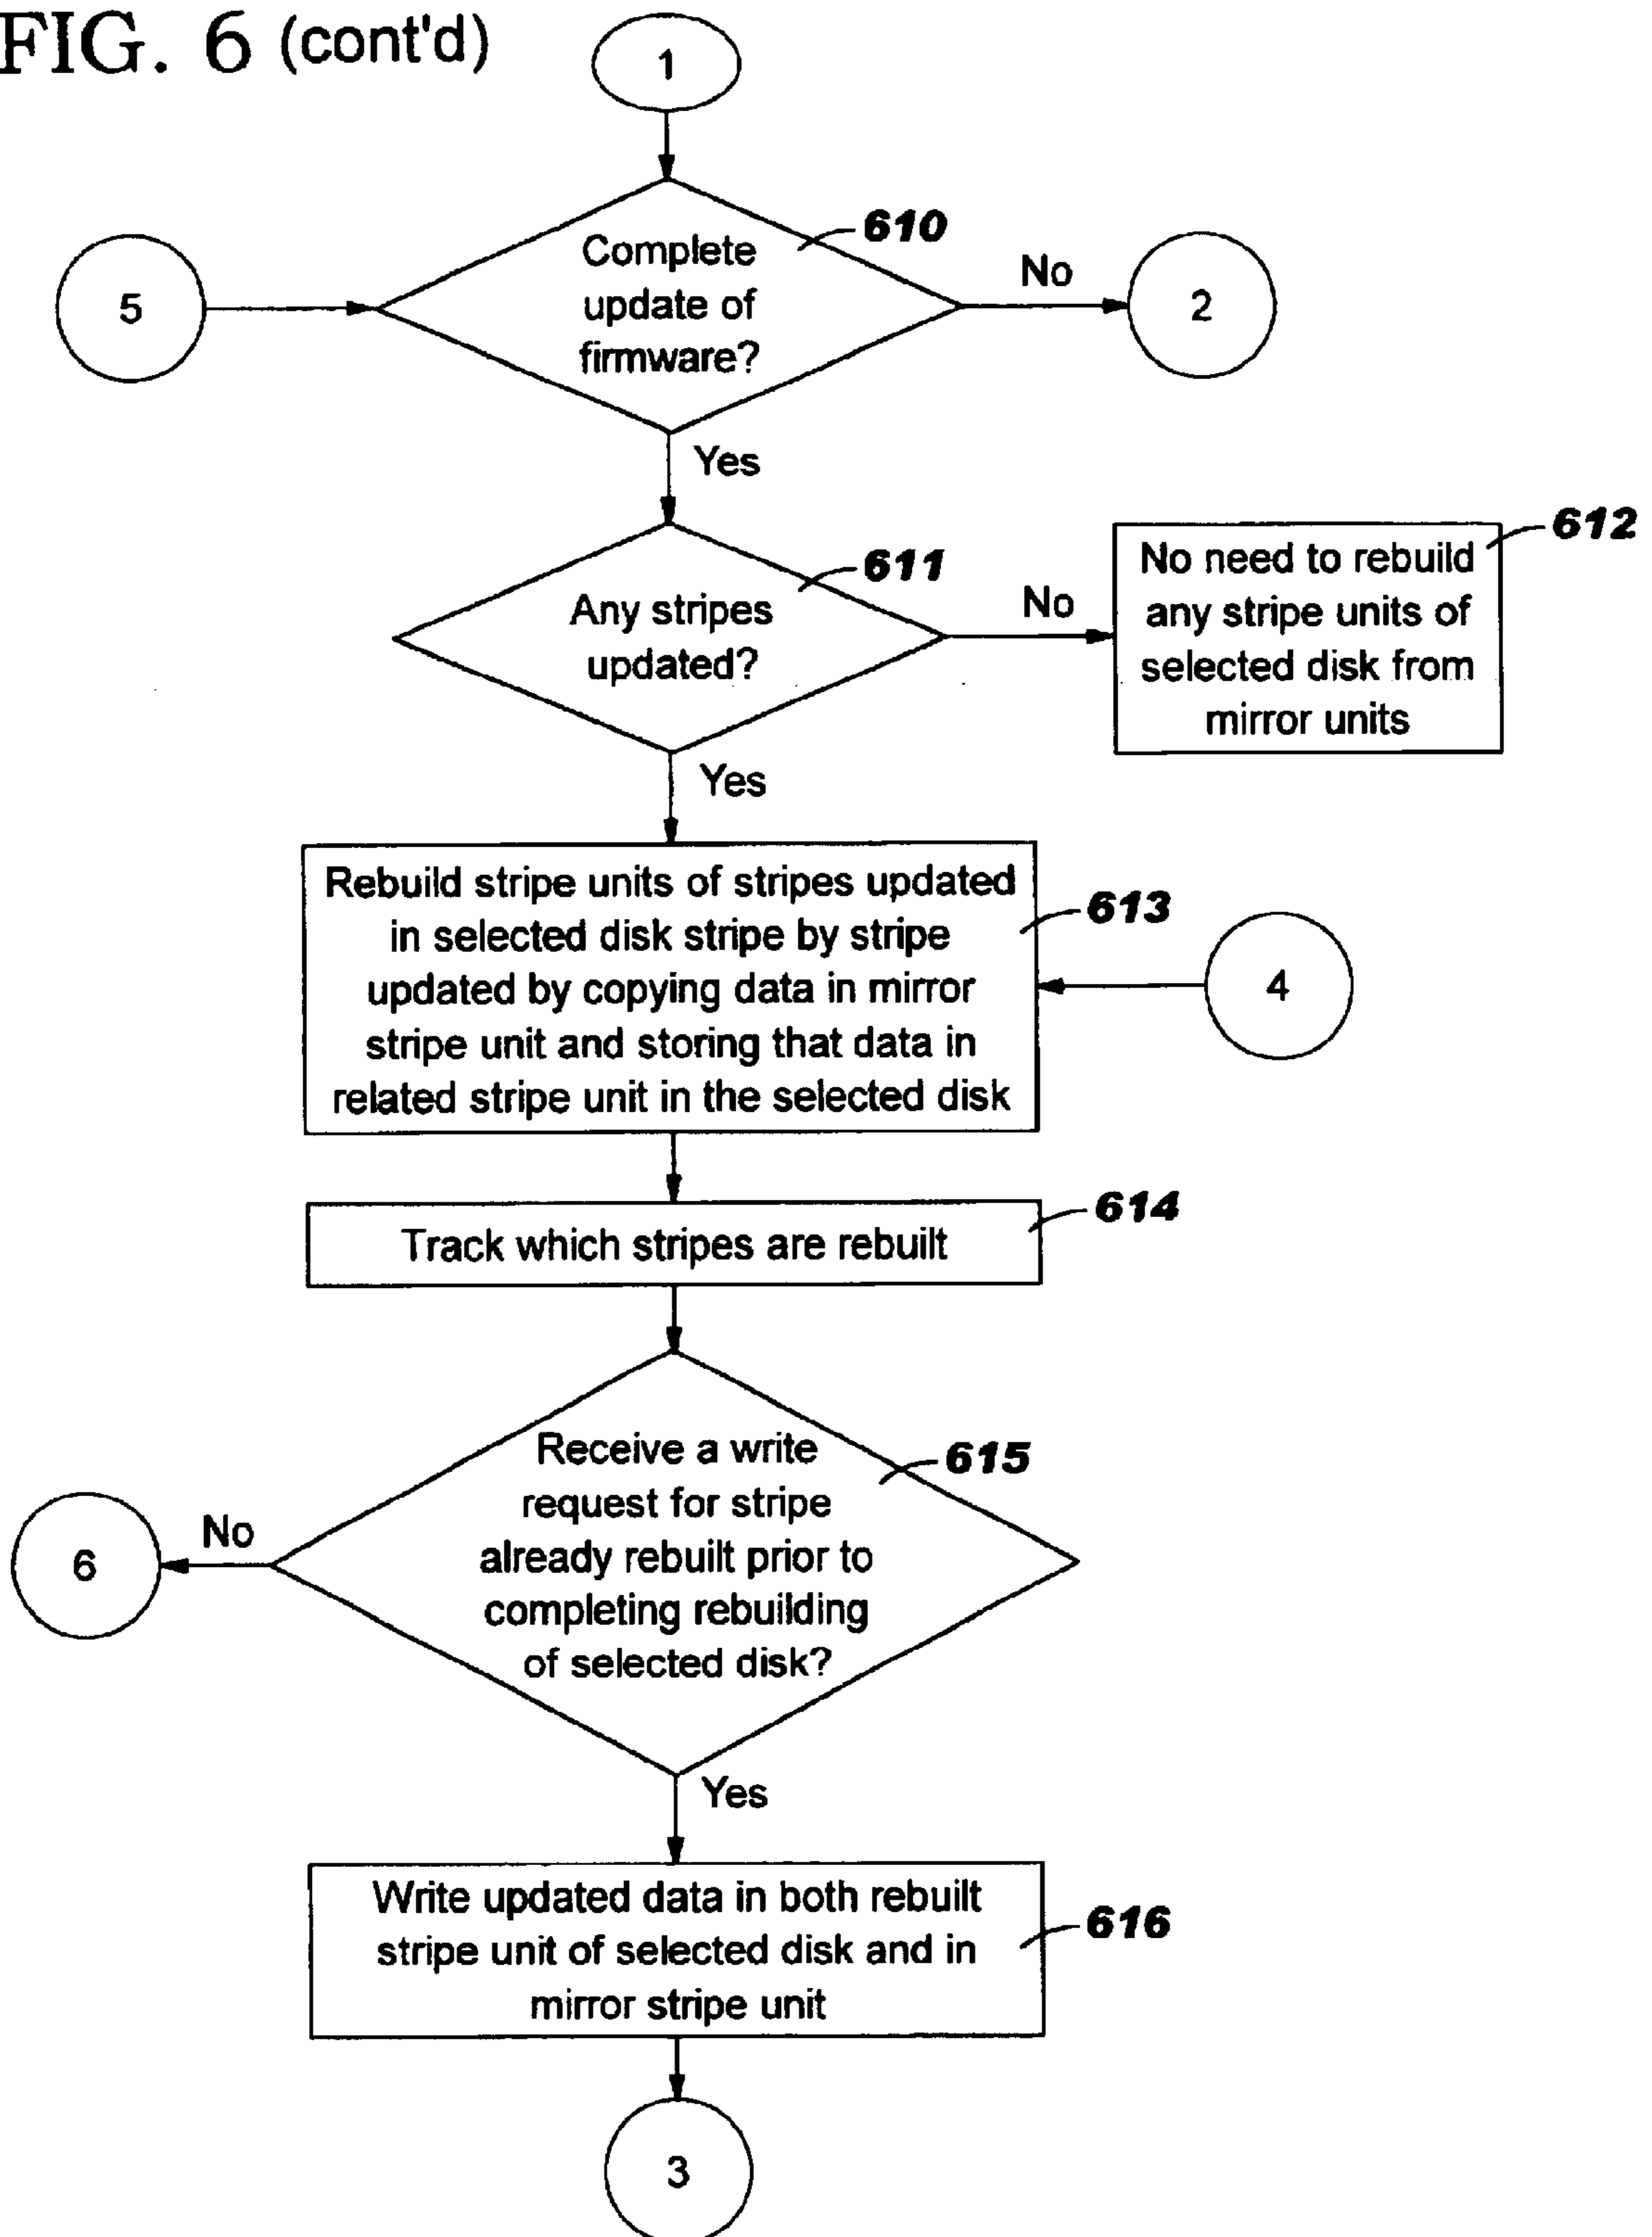 FIG. 6 (cont'd)
1
610
Complete
update of
firmware?
5
No
2
Yes
611
Any stripes
updated?
No
612
No need to rebuild
any stripe units of
selected disk from
mirror units
Yes
Rebuild stripe units of stripes updated
in selected disk stripe by stripe
updated by copying data in mirror
stripe unit and storing that data in
related stripe unit in the selected disk
613
4
614
Track which stripes are rebuilt
615
Receive a write
request for stripe
already rebuilt prior to
completing rebuilding
of selected disk?
No
6
Yes
Write updated data in both rebuilt
stripe unit of selected disk and in
mirror stripe unit
616
3